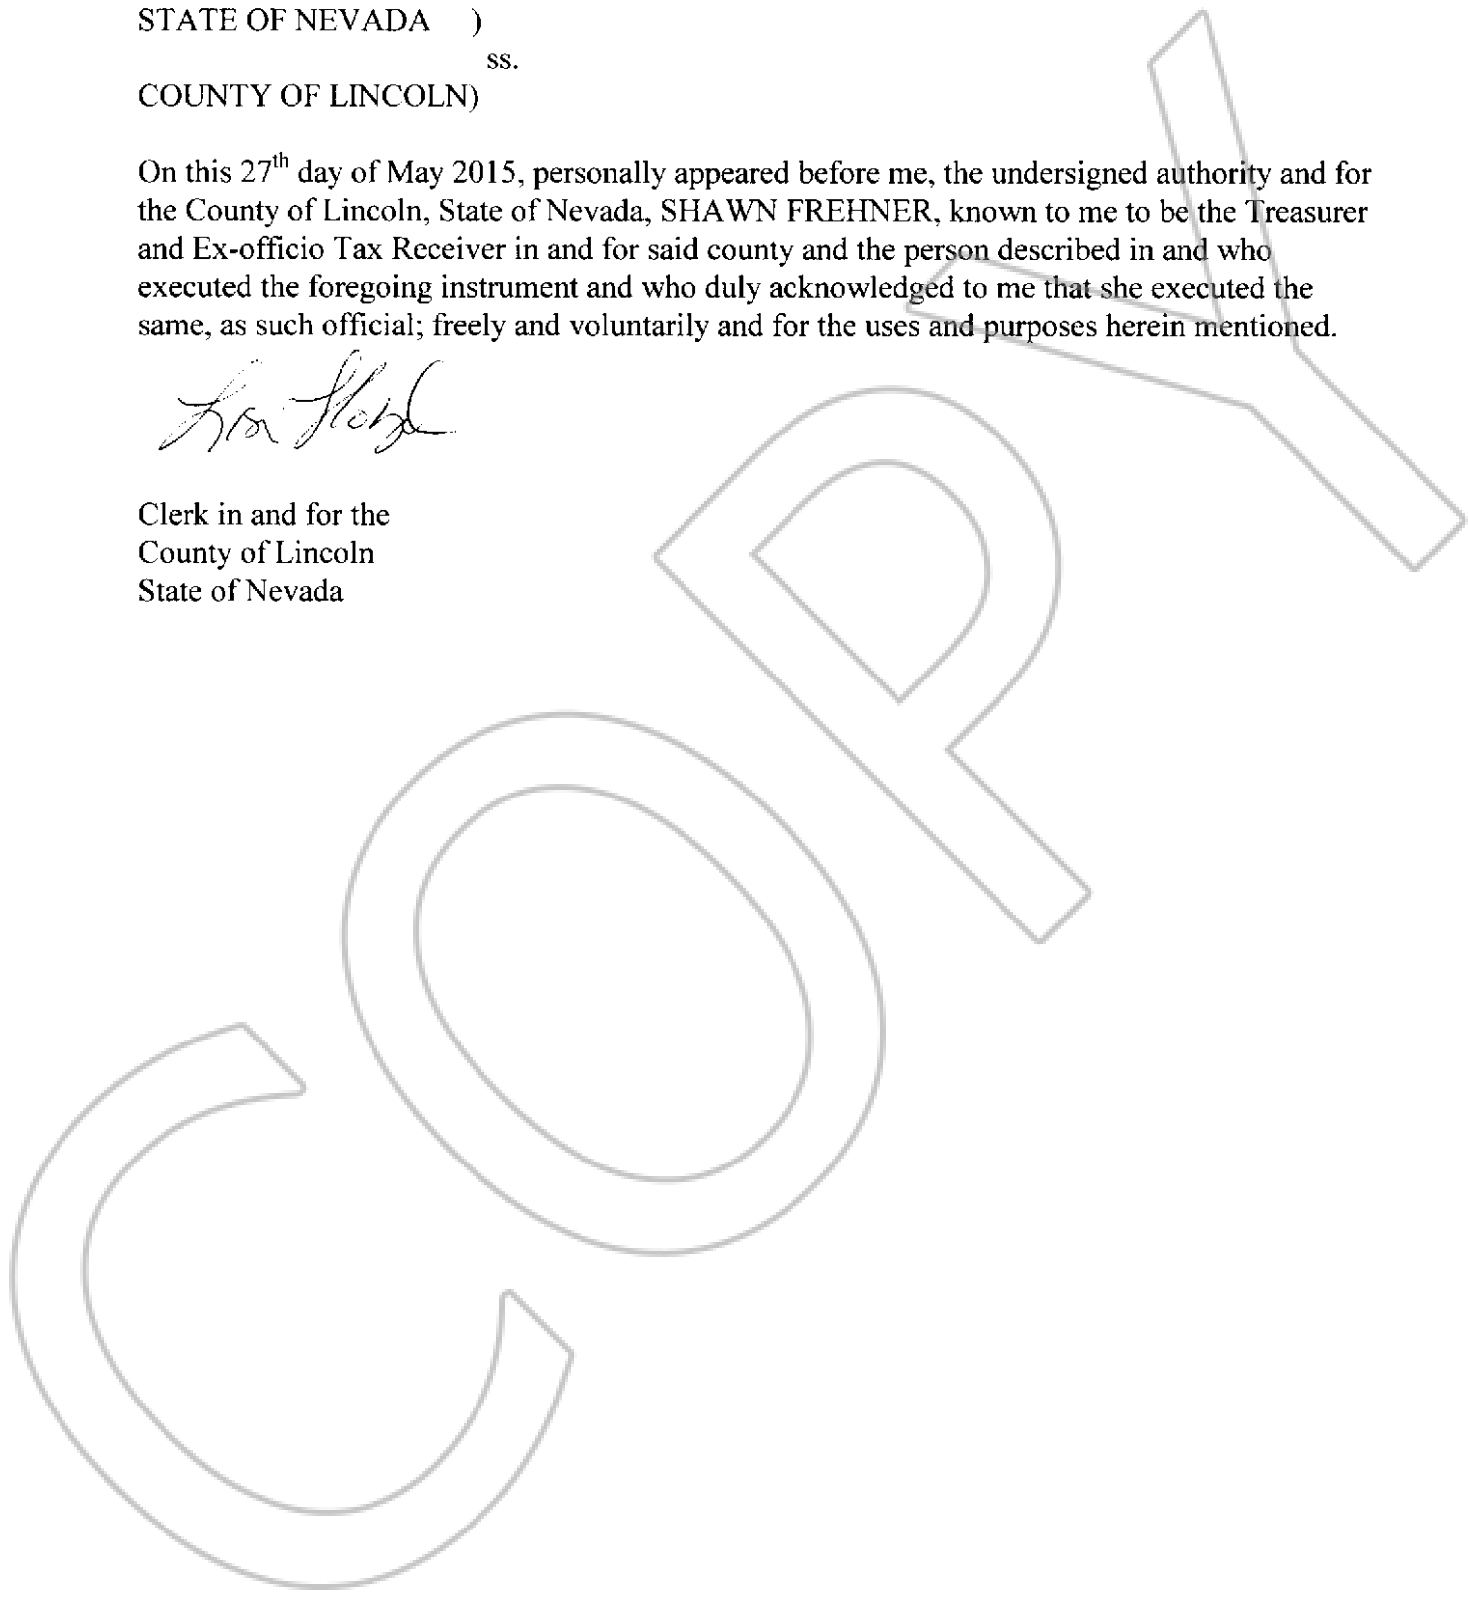 STATE OF NEVADA )
ss.
COUNTY OF LINCOLN)
On this 27th day of May 2015, personally appeared before me, the undersigned authority and for
the County of Lincoln, State of Nevada, SHAWN FREHNER, known to me to be the Treasurer
and Ex-officio Tax Receiver in and for said county and the person described in and who
executed the foregoing instrument and who duly acknowledged to me that she executed the
same, as such official; freely and voluntarily and for the uses and purposes herein mentioned.
Clerk in and for the
County of Lincoln
State of Nevada
COPY